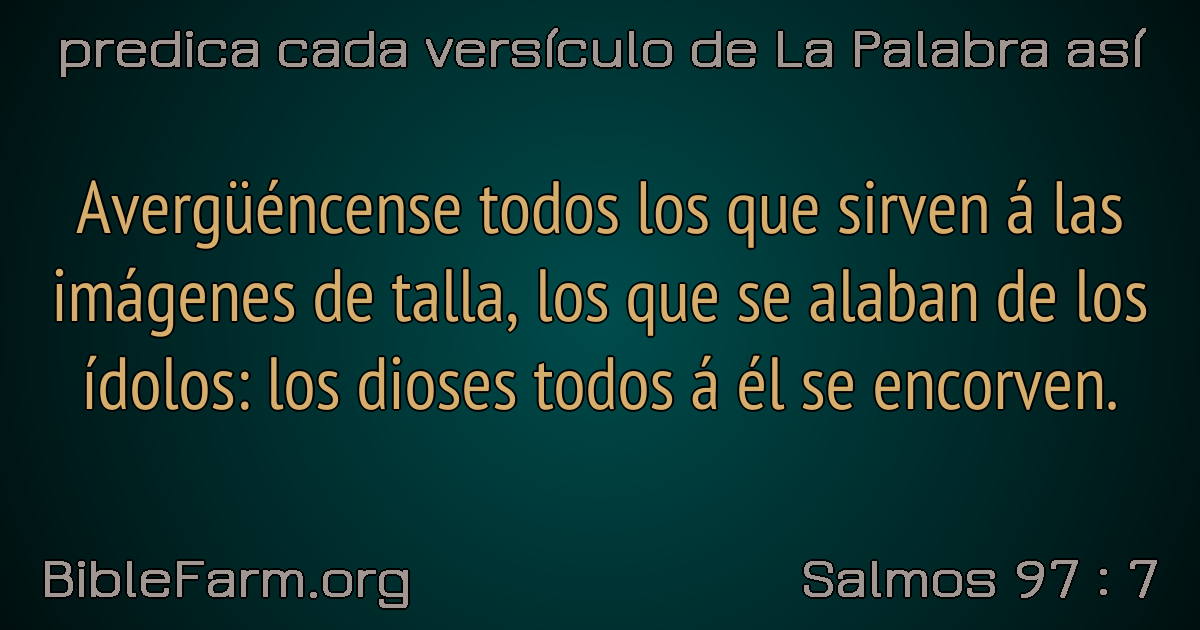 predica cada versículo de La Palabra así
Avergüéncense todos los que sirven á las
imágenes de talla, los que se alaban de los
ídolos: los dioses todos á él se encorven.
BibleFarm.org
Salmos 97 : 7